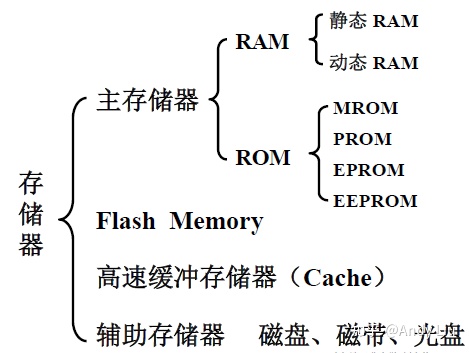 静态 RAM
RAM
动态 RAM
主存储器
MROM
PROM
ROM
EPROM
EEPROM
存储器
Flash Memory
高速缓冲存储器（Cache）
辅助存储器 磁盘、磁带、光盘